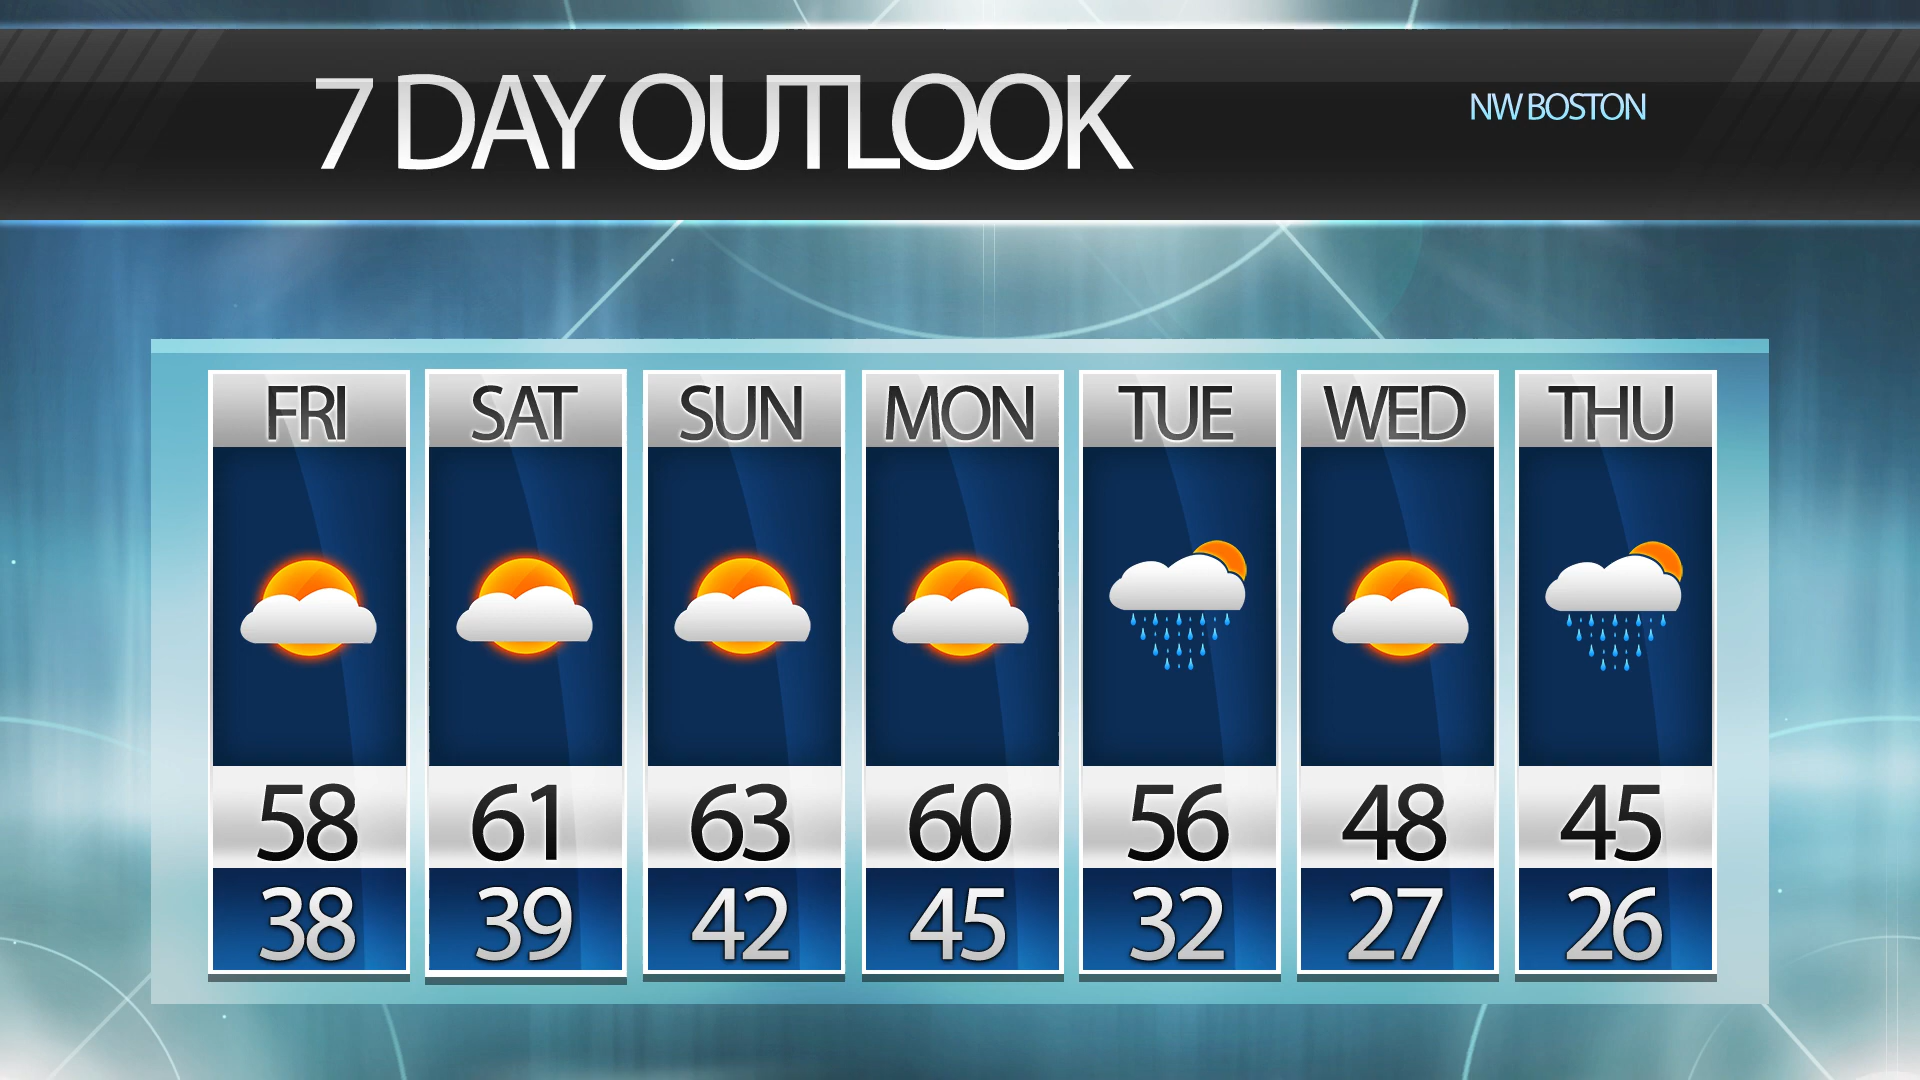 7 DAY OUTLOOK
NW BOSTON
FRI SAT SUN MON TUE WED THU
58 61 63 60 56 48 45
38 39 42 45 32 27 26